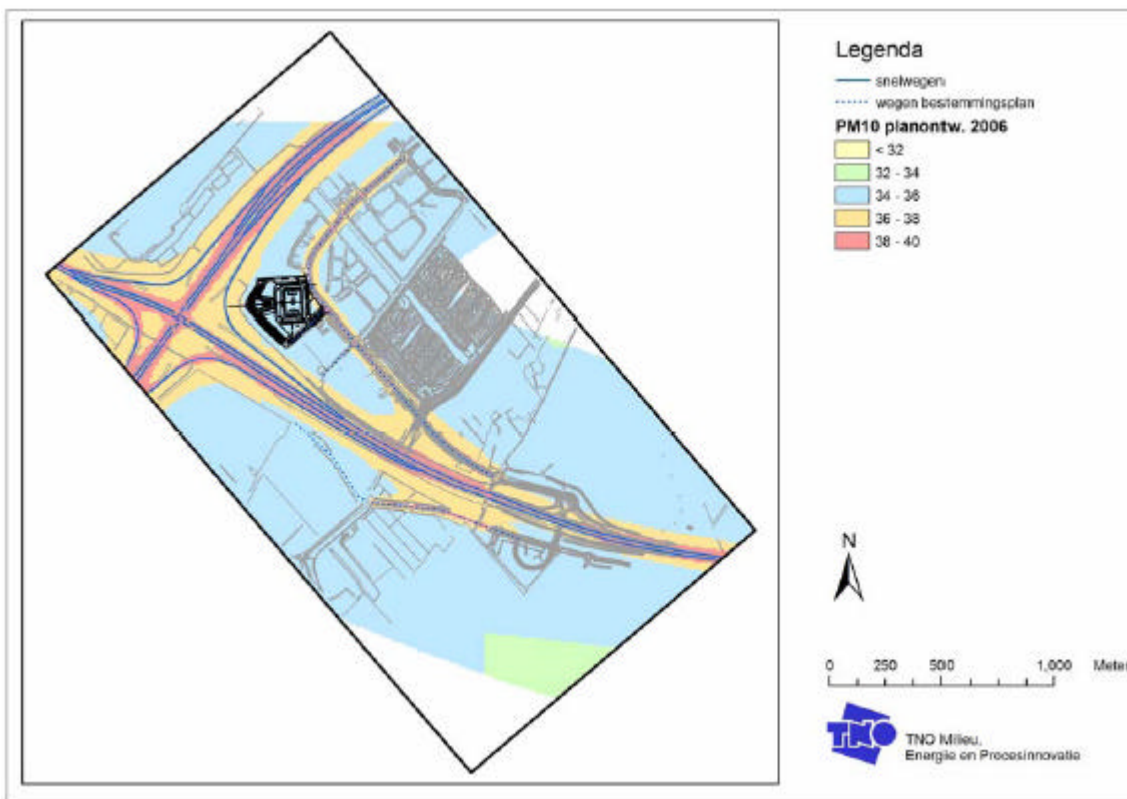 Legenda
snelwegen
wegen bestemmingsplan
PM10 planontw. 2006
< 32
32 - 34
34 - 36
36 - 38
38 - 40
N
0 250 500 1,000 Meter
TNO
TNO Milieu,
Energie en Procesinnovatie